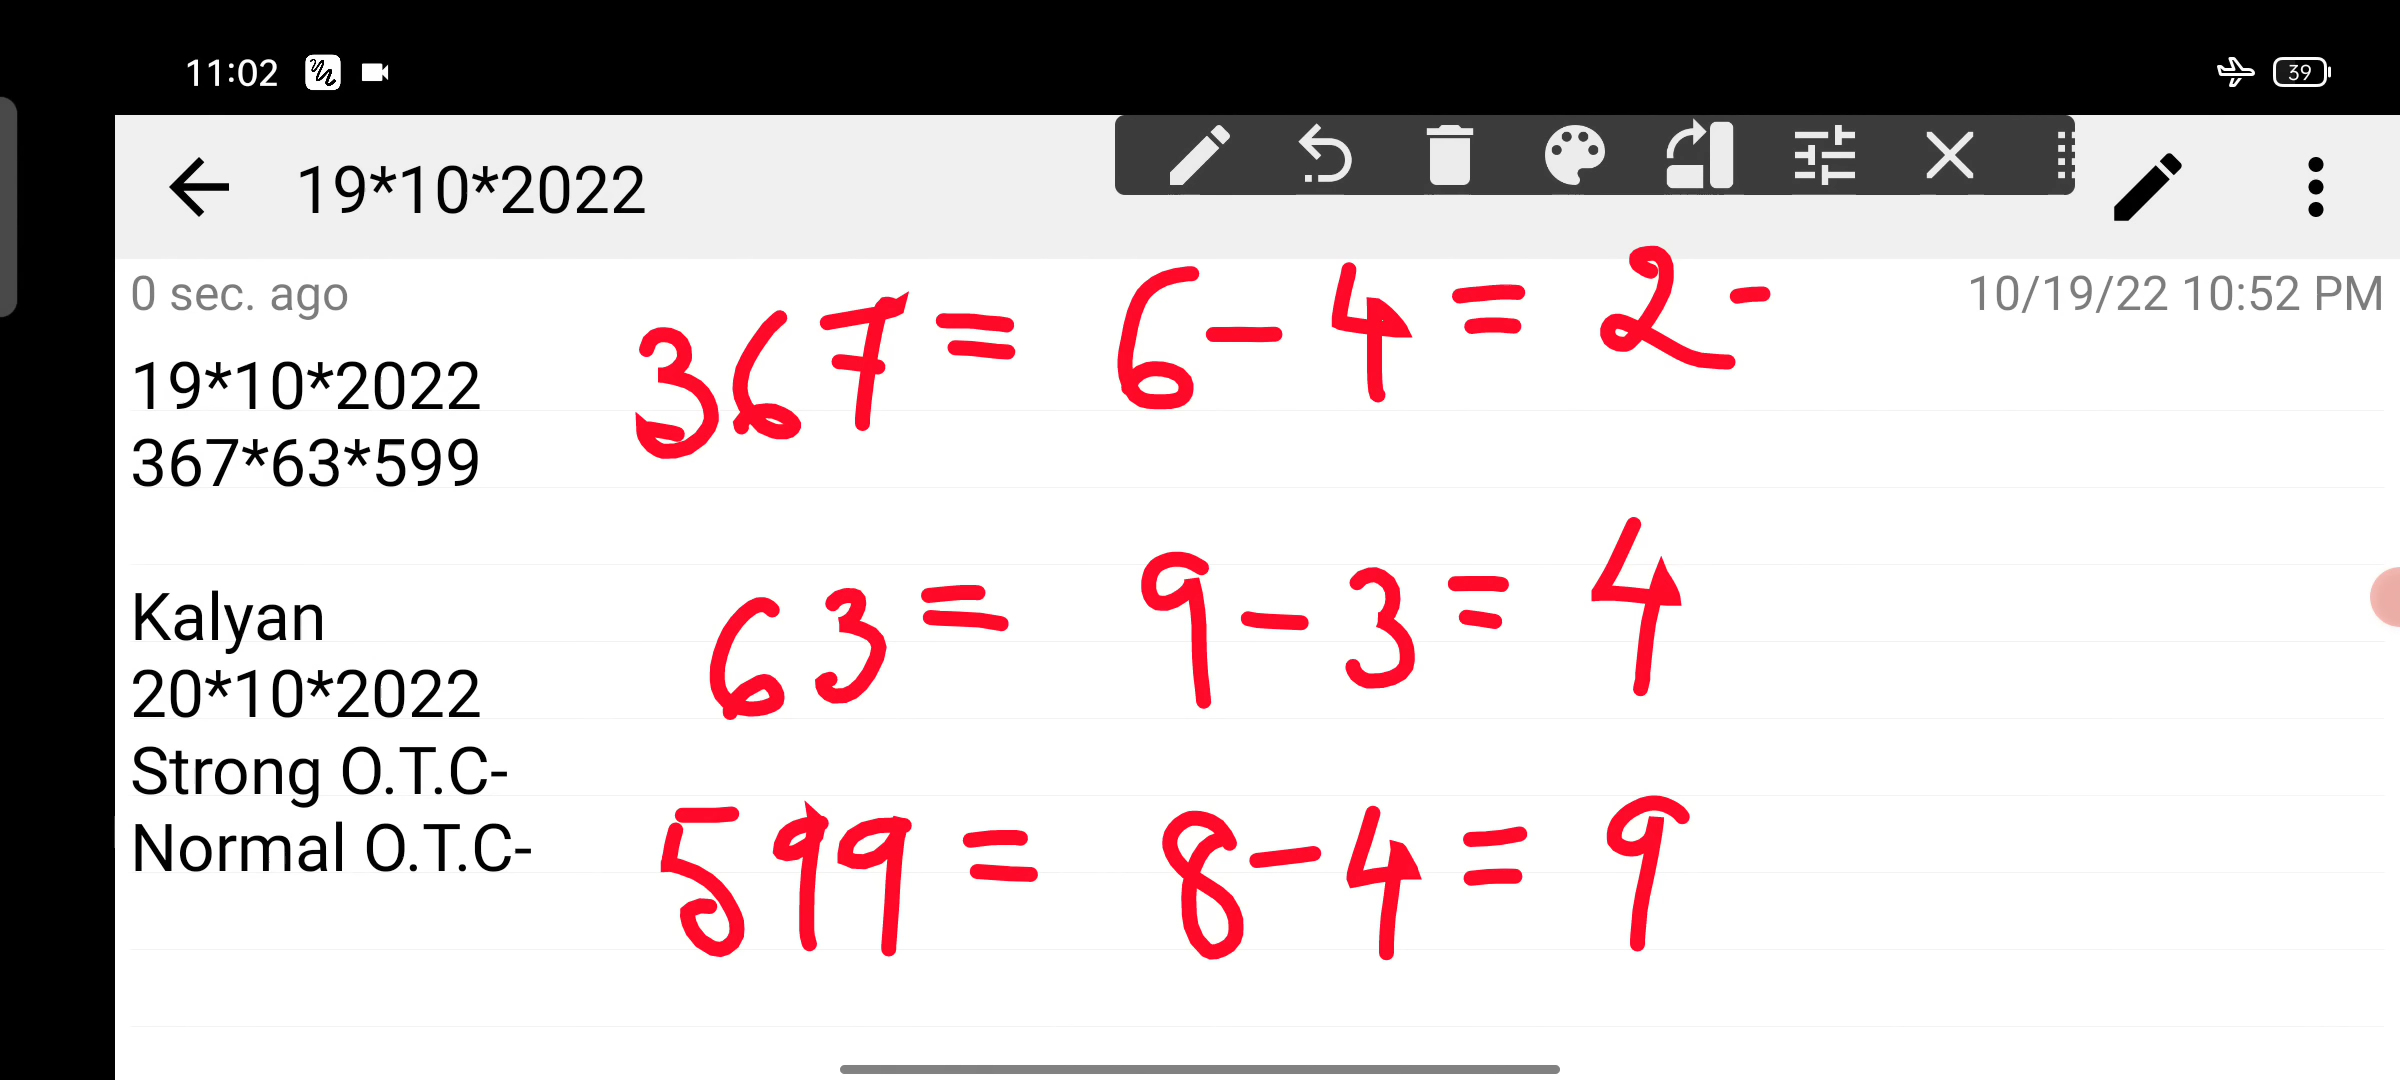 11:02
39
19*10*2022
0 sec. ago
10/19/22 10:52 PM
367 = 6 - 4 = 2 -
19*10*2022
367*63*599
63 = 9 - 3 = 4
Kalyan
20*10*2022
Strong O.T.C-
Normal O.T.C-
599 = 8 - 4 = 9